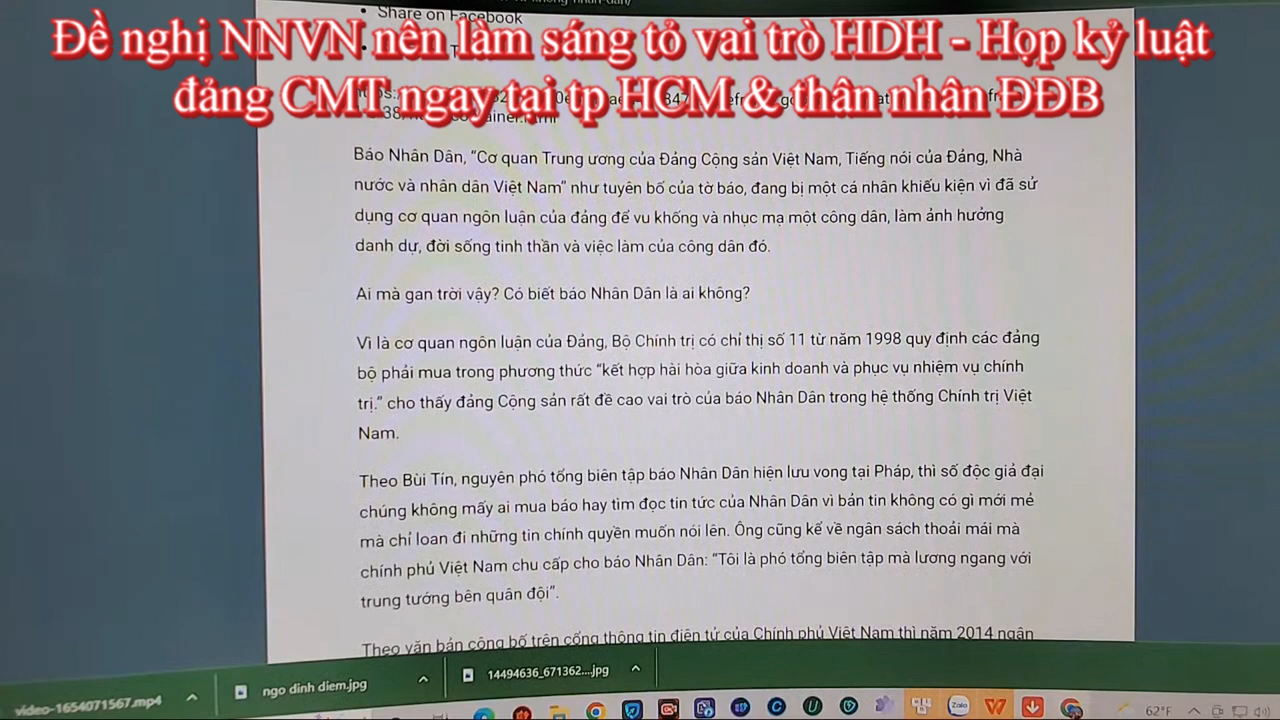 Share on Facebook
Đề nghị NNVN nên làm sáng tỏ vai trò HDH - Họp kỷ luật
đảng CMT ngay tại tp HCM & thân nhân ĐĐB
Báo Nhân Dân, “Cơ quan Trung ương của Đảng Cộng sản Việt Nam, Tiếng nói của Đảng, Nhà
nước và nhân dân Việt Nam” như tuyên bố của tờ báo, đang bị một cá nhân khiếu kiện vì đã sử
dụng cơ quan ngôn luận của đảng để vu khống và nhục mạ một công dân, làm ảnh hưởng
danh dự, đời sống tinh thần và việc làm của công dân đó.
Ai mà gan trời vậy? Có biết báo Nhân Dân là ai không?
Vì là cơ quan ngôn luận của Đảng, Bộ Chính trị có chỉ thị số 11 từ năm 1998 quy định các đảng
bộ phải mua trong phương thức “kết hợp hài hòa giữa kinh doanh và phục vụ nhiệm vụ chính
trị.” cho thấy đảng Cộng sản rất đề cao vai trò của báo Nhân Dân trong hệ thống Chính trị Việt
Nam.
Theo Bùi Tín, nguyên phó tổng biên tập báo Nhân Dân hiện lưu vong tại Pháp, thì số độc giả đại
chúng không mấy ai mua báo hay tìm đọc tin tức của Nhân Dân vì bản tin không có gì mới mẻ
mà chỉ loan đi những tin chính quyền muốn nói lên. Ông cũng kể về ngân sách thoải mái mà
chính phủ Việt Nam chu cấp cho báo Nhân Dân: “Tôi là phó tổng biên tập mà lương ngang với
trung tướng bên quân đội”.
Theo văn bản công bố trên cổng thông tin điện tử của Chính phủ Việt Nam thì năm 2014 ngân
video-1654071567.mp4
ngo dinh diem.jpg
14494636_671362....jpg
Zalo
62°F